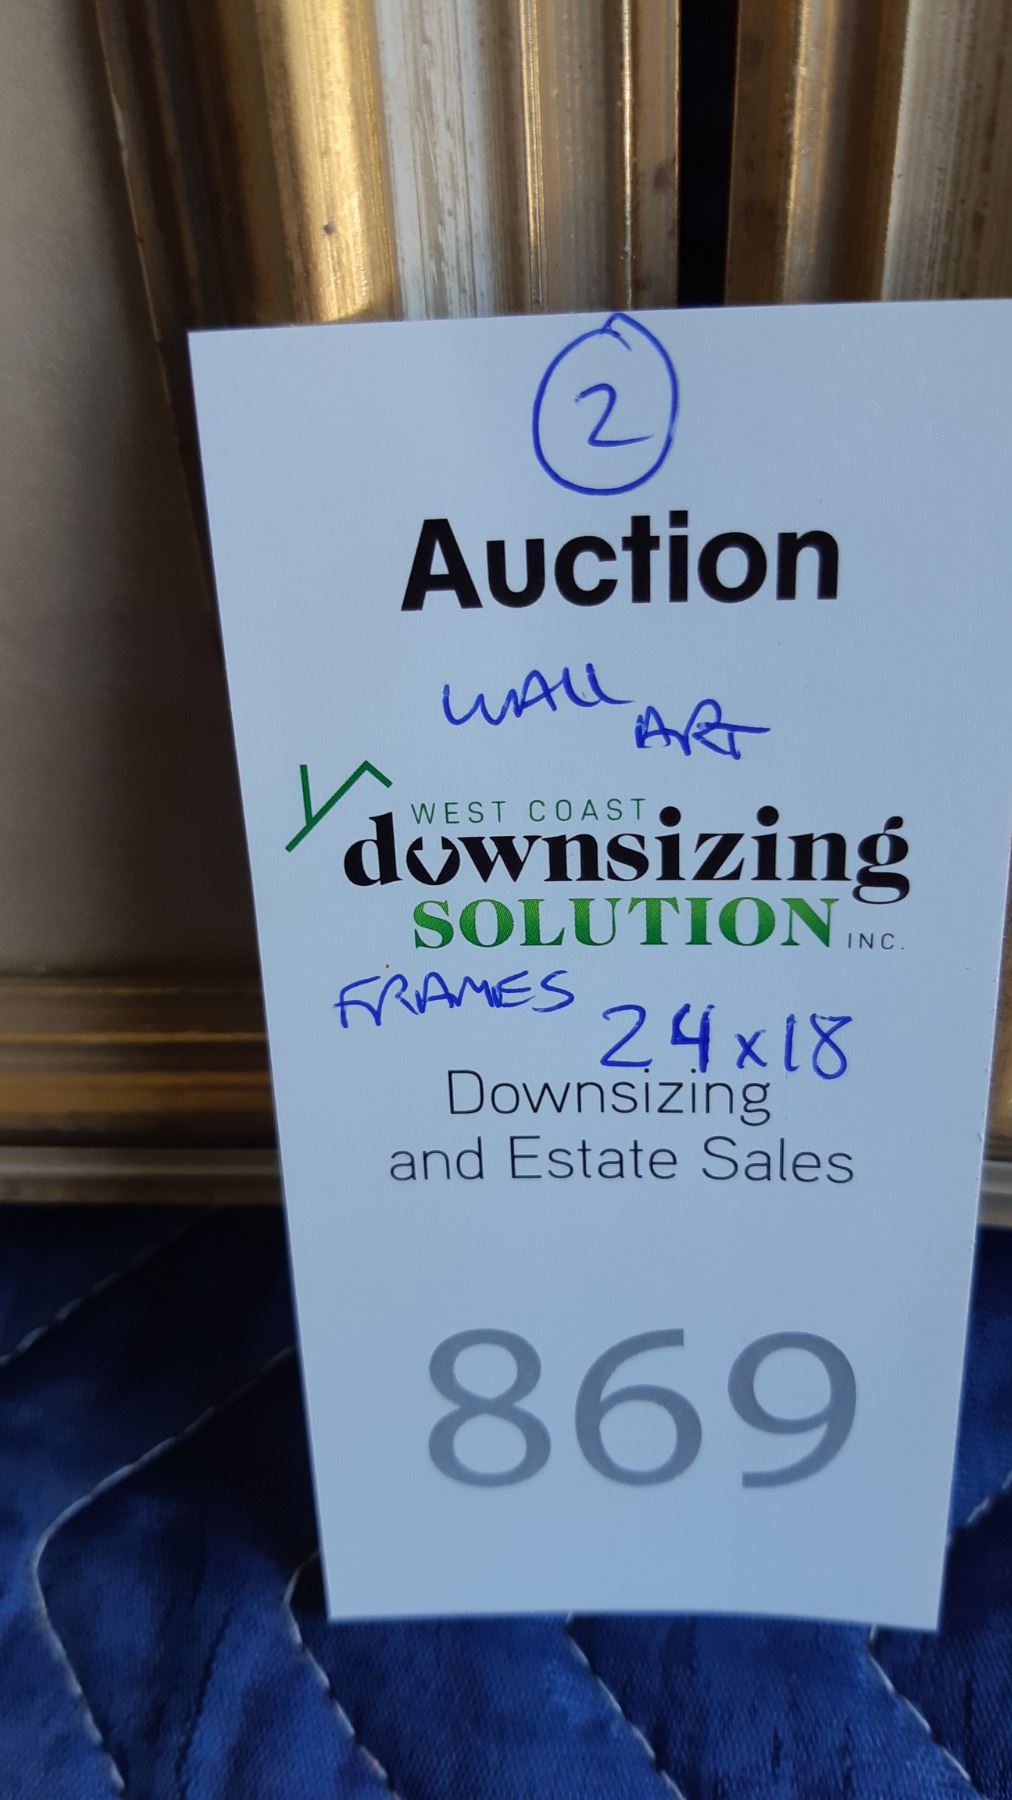 2
Auction
WALL
ART
WEST COAST
downsizing
SOLUTION INC.
FRAMES
24x18
Downsizing
and Estate Sales
869